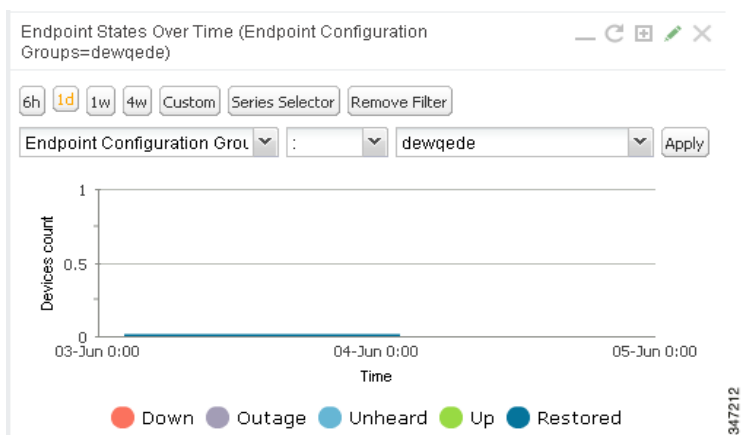 Endpoint States Over Time (Endpoint Configuration
Groups=dewqede)
6h 1d 1w 4w Custom Series Selector Remove Filter
Endpoint Configuration Grou : dewqede Apply
1
Devices count
0.5
0
03-Jun 0:00 04-Jun 0:00 05-Jun 0:00
Time
Down Outage Unheard Up Restored
347212